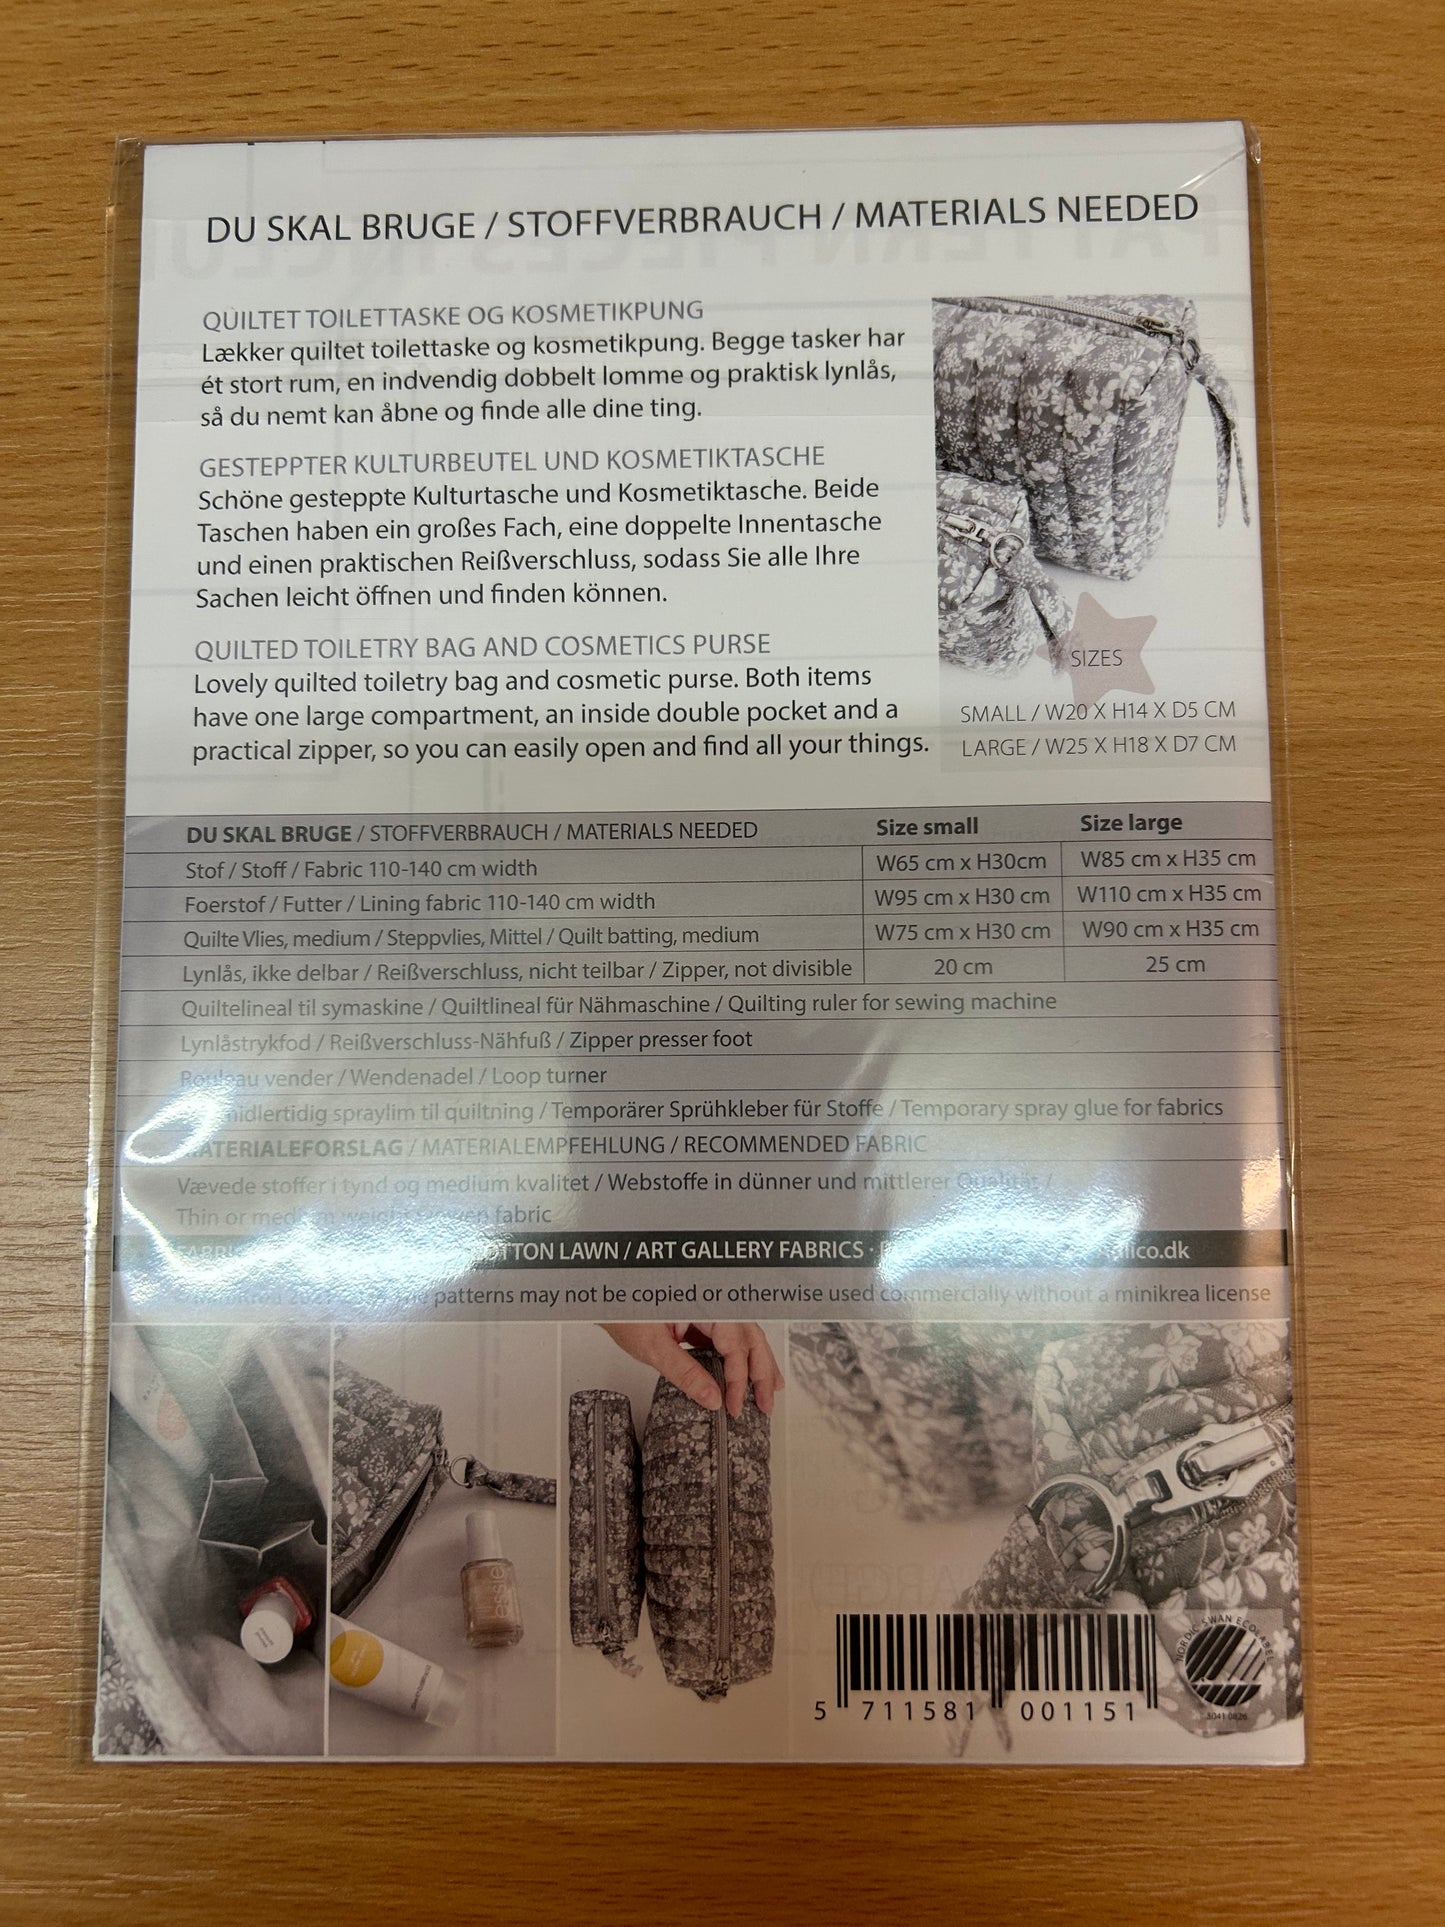 DU SKAL BRUGE / STOFFVERBRAUCH / MATERIALS NEEDED
QUILTET TOILETTASKE OG KOSMETIKPUNG
Lækker quiltet toilettaske og kosmetikpung. Begge tasker har
ét stort rum, en indvendig dobbelt lomme og praktisk lynlås,
så du nemt kan åbne og finde alle dine ting.
GESTEPPTER KULTURBEUTEL UND KOSMETIKTASCHE
Schöne gesteppte Kulturtasche und Kosmetiktasche. Beide
Taschen haben ein großes Fach, eine doppelte Innentasche
und einen praktischen Reißverschluss, sodass Sie alle Ihre
Sachen leicht öffnen und finden können.
QUILTED TOILETRY BAG AND COSMETICS PURSE
Lovely quilted toiletry bag and cosmetic purse. Both items
have one large compartment, an inside double pocket and a
practical zipper, so you can easily open and find all your things.
SIZES
SMALL / W20 X H14 X D5 CM
LARGE / W25 X H18 X D7 CM
DU SKAL BRUGE / STOFFVERBRAUCH / MATERIALS NEEDED Size small Size large
Stof / Stoff / Fabric 110-140 cm width W65 cm x H30cm W85 cm x H35 cm
Foerstof / Futter / Lining fabric 110-140 cm width W95 cm x H30 cm W110 cm x H35 cm
Quilte Vlies, medium / Steppvlies, Mittel / Quilt batting, medium W75 cm x H30 cm W90 cm x H35 cm
Lynlås, ikke delbar / Reißverschluss, nicht teilbar / Zipper, not divisible 20 cm 25 cm
Quiltelineal til symaskine / Quiltlineal für Nähmaschine / Quilting ruler for sewing machine
Lynlåstrykfod / Reißverschluss-Nähfuß / Zipper presser foot
Rouleau vender / Wendenadel / Loop turner
spraylim til quiltning / Temporärer Sprühkleber für Stoffe / Temporary spray glue for fabrics
MATERIALEFORSLAG / MATERIALEMPFEHLUNG / RECOMMENDED FABRIC
Vævede stoffer i tynd og medium kvalitet / Webstoffe in dünner und mittlerer Qualität /
Thin or medium weight woven fabric
COTTON LAWN / ART GALLERY FABRICS ·
patterns may not be copied or otherwise used commercially without a minikrea license
essie
5 711581 001151
NORDIC SWAN ECOLABEL
5041 0826